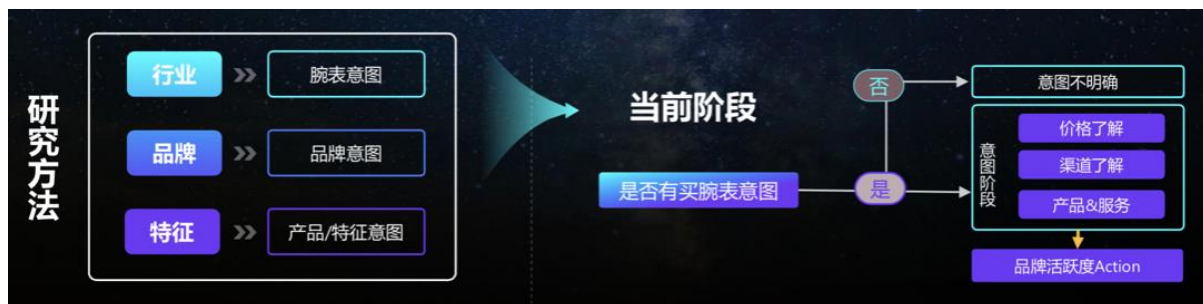 研究方法
行业
腕表意图
品牌
品牌意图
特征
产品/特征意图
当前阶段
是否有买腕表意图
否
是
意图不明确
意图阶段
价格了解
渠道了解
产品&服务
品牌活跃度Action